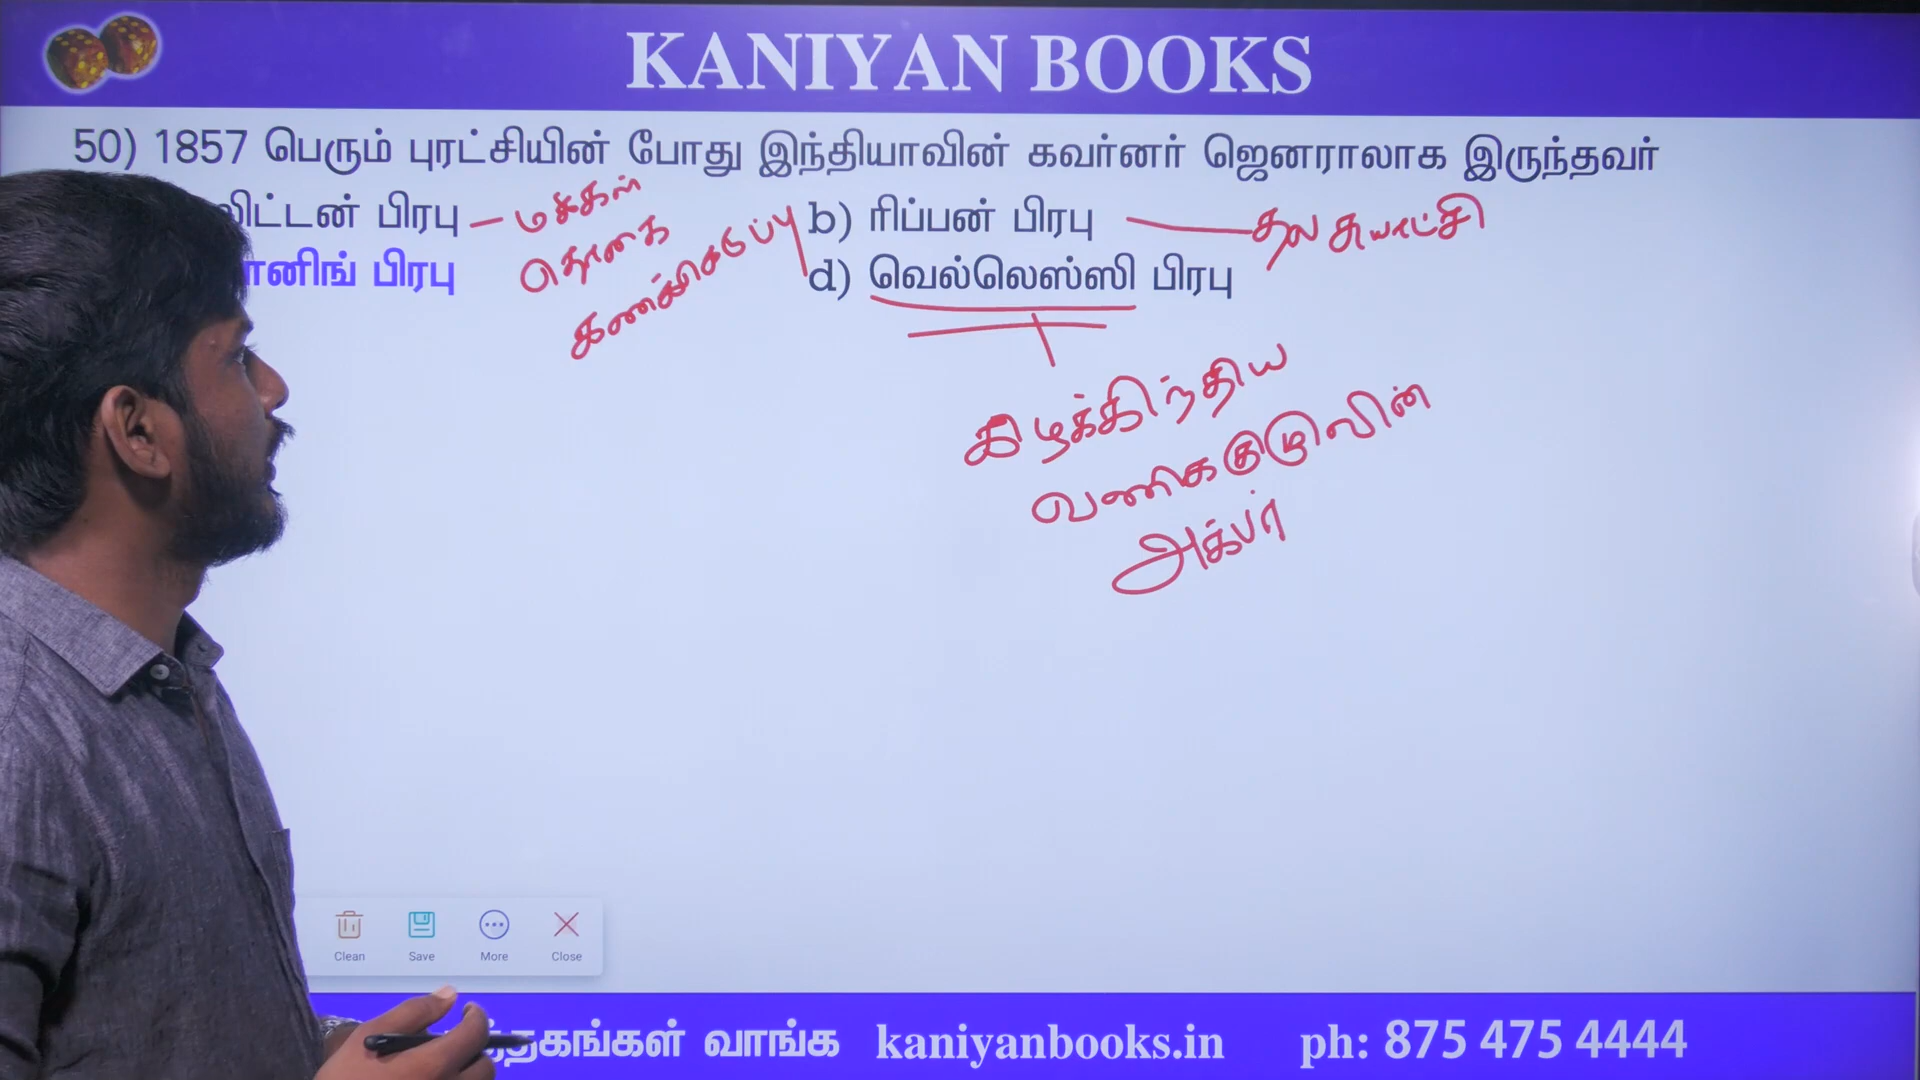 KANIYAN BOOKS
50) 1857 பெரும் புரட்சியின் போது இந்தியாவின் கவர்னர் ஜெனராலாக இருந்தவர்
லிட்டன் பிரபு – மக்கள் தொகை கணக்கெடுப்பு
b) ரிப்பன் பிரபு — தல சுயாட்சி
னிங் பிரபு
d) வெல்லெஸ்ஸி பிரபு
கிழக்கிந்திய
வணிககுழுவின்
அக்பர்
Clean Save More Close
தகங்கள் வாங்க kaniyanbooks.in ph: 875 475 4444